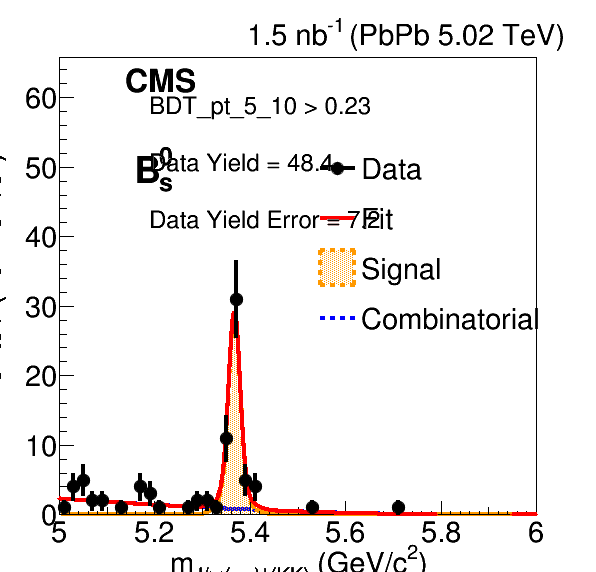 1.5 nb-1 (PbPb 5.02 TeV)
CMS
BDT_pt_5_10 > 0.23
Data Yield = 48.4
B0s
Data Yield Error = 7.2
Data
Fit
Signal
Combinatorial
60
50
40
30
20
10
0
5
5.2
5.4
5.6
5.8
6
m (GeV/c2)